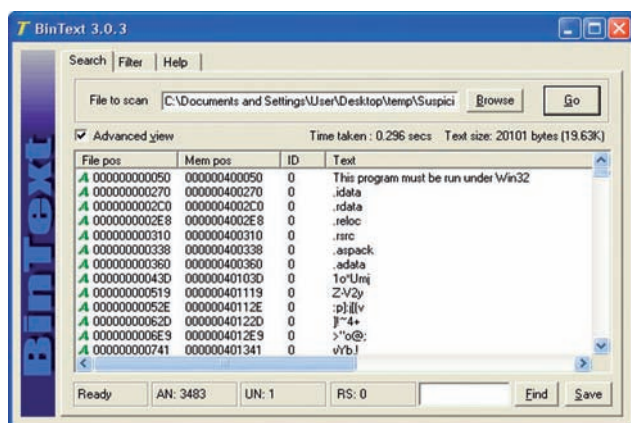 BinText 3.0.3
Search Filter Help
File to scan C:\Documents and Settings\User\Desktop\temp\Suspici Browse Go
Advanced view Time taken : 0.296 secs Text size: 20101 bytes (19.63K)
File pos Mem pos ID Text
A 000000000050 000000400050 0 This program must be run under Win32
A 000000000270 000000400270 0 .idata
A 0000000002C0 0000004002C0 0 .rdata
A 0000000002E8 0000004002E8 0 .reloc
A 000000000310 000000400310 0 .rsrc
A 000000000338 000000400338 0 .aspack
A 000000000360 000000400360 0 .adata
A 00000000043D 00000040103D 0 1o"Umj
A 000000000519 000000401119 0 Z-V2y
A 00000000052E 00000040112E 0
A 00000000062D 00000040122D 0
A 0000000006E9 0000004012E9 0 >"o@;
A 000000000741 000000401341 0
BinText
Ready AN: 3483 UN: 1 RS: 0 Find Save